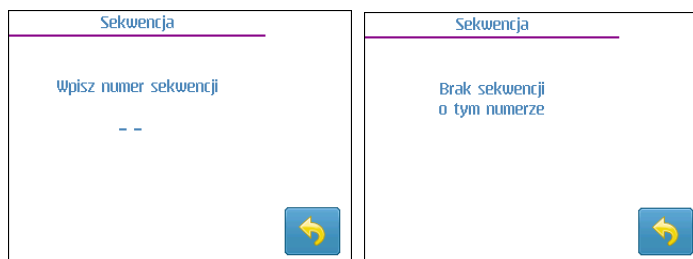 Sekwencja
Wpisz numer sekwencji
_ _
Sekwencja
Brak sekwencji
o tym numerze